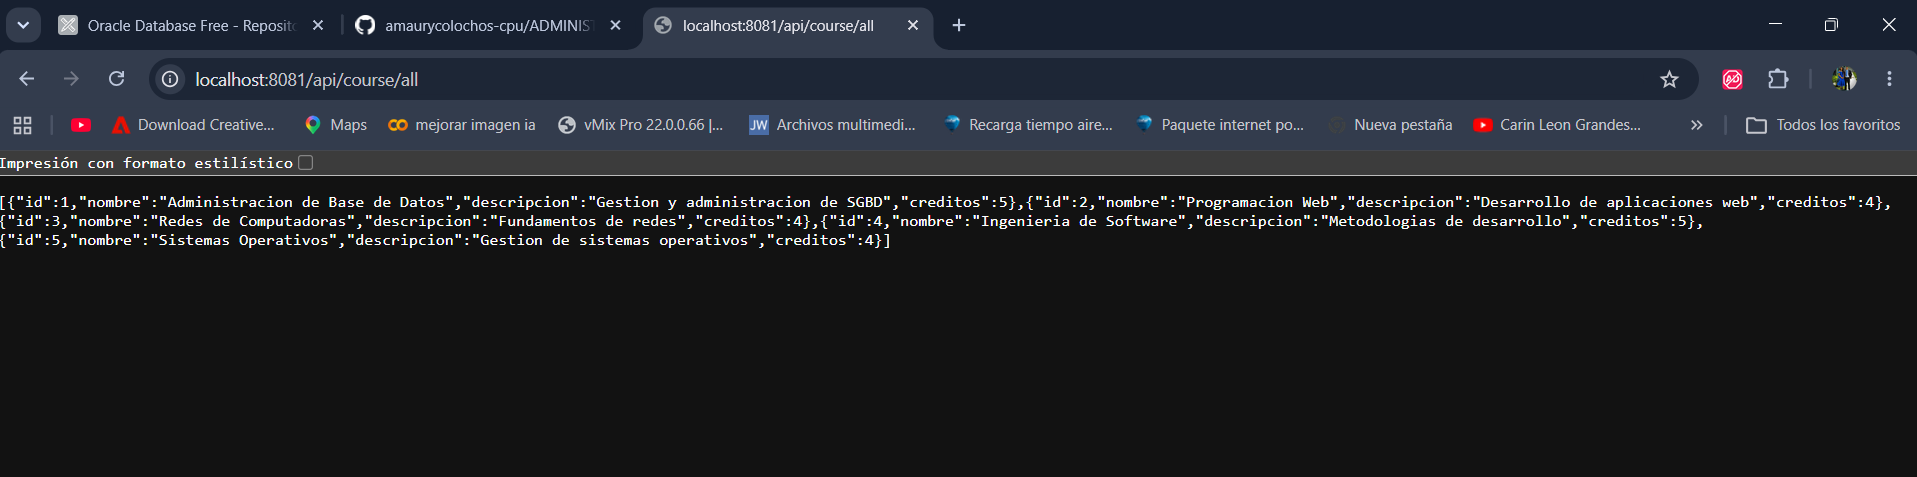 Oracle Database Free - Reposit
amaurycolochos-cpu/ADMINIS
localhost:8081/api/course/all
localhost:8081/api/course/all
Download Creative...
Maps
mejorar imagen ia
vMix Pro 22.0.0.66 |...
JW
Archivos multimedi...
Recarga tiempo aire...
Paquete internet po...
Nueva pestaña
Carin Leon Grandes...
Todos los favoritos
Impresión con formato estilístico
[{"id":1,"nombre":"Administracion de Base de Datos","descripcion":"Gestion y administracion de SGBD","creditos":5},{"id":2,"nombre":"Programacion Web","descripcion":"Desarrollo de aplicaciones web","creditos":4},
{"id":3,"nombre":"Redes de Computadoras","descripcion":"Fundamentos de redes","creditos":4},{"id":4,"nombre":"Ingenieria de Software","descripcion":"Metodologias de desarrollo","creditos":5},
{"id":5,"nombre":"Sistemas Operativos","descripcion":"Gestion de sistemas operativos","creditos":4}]